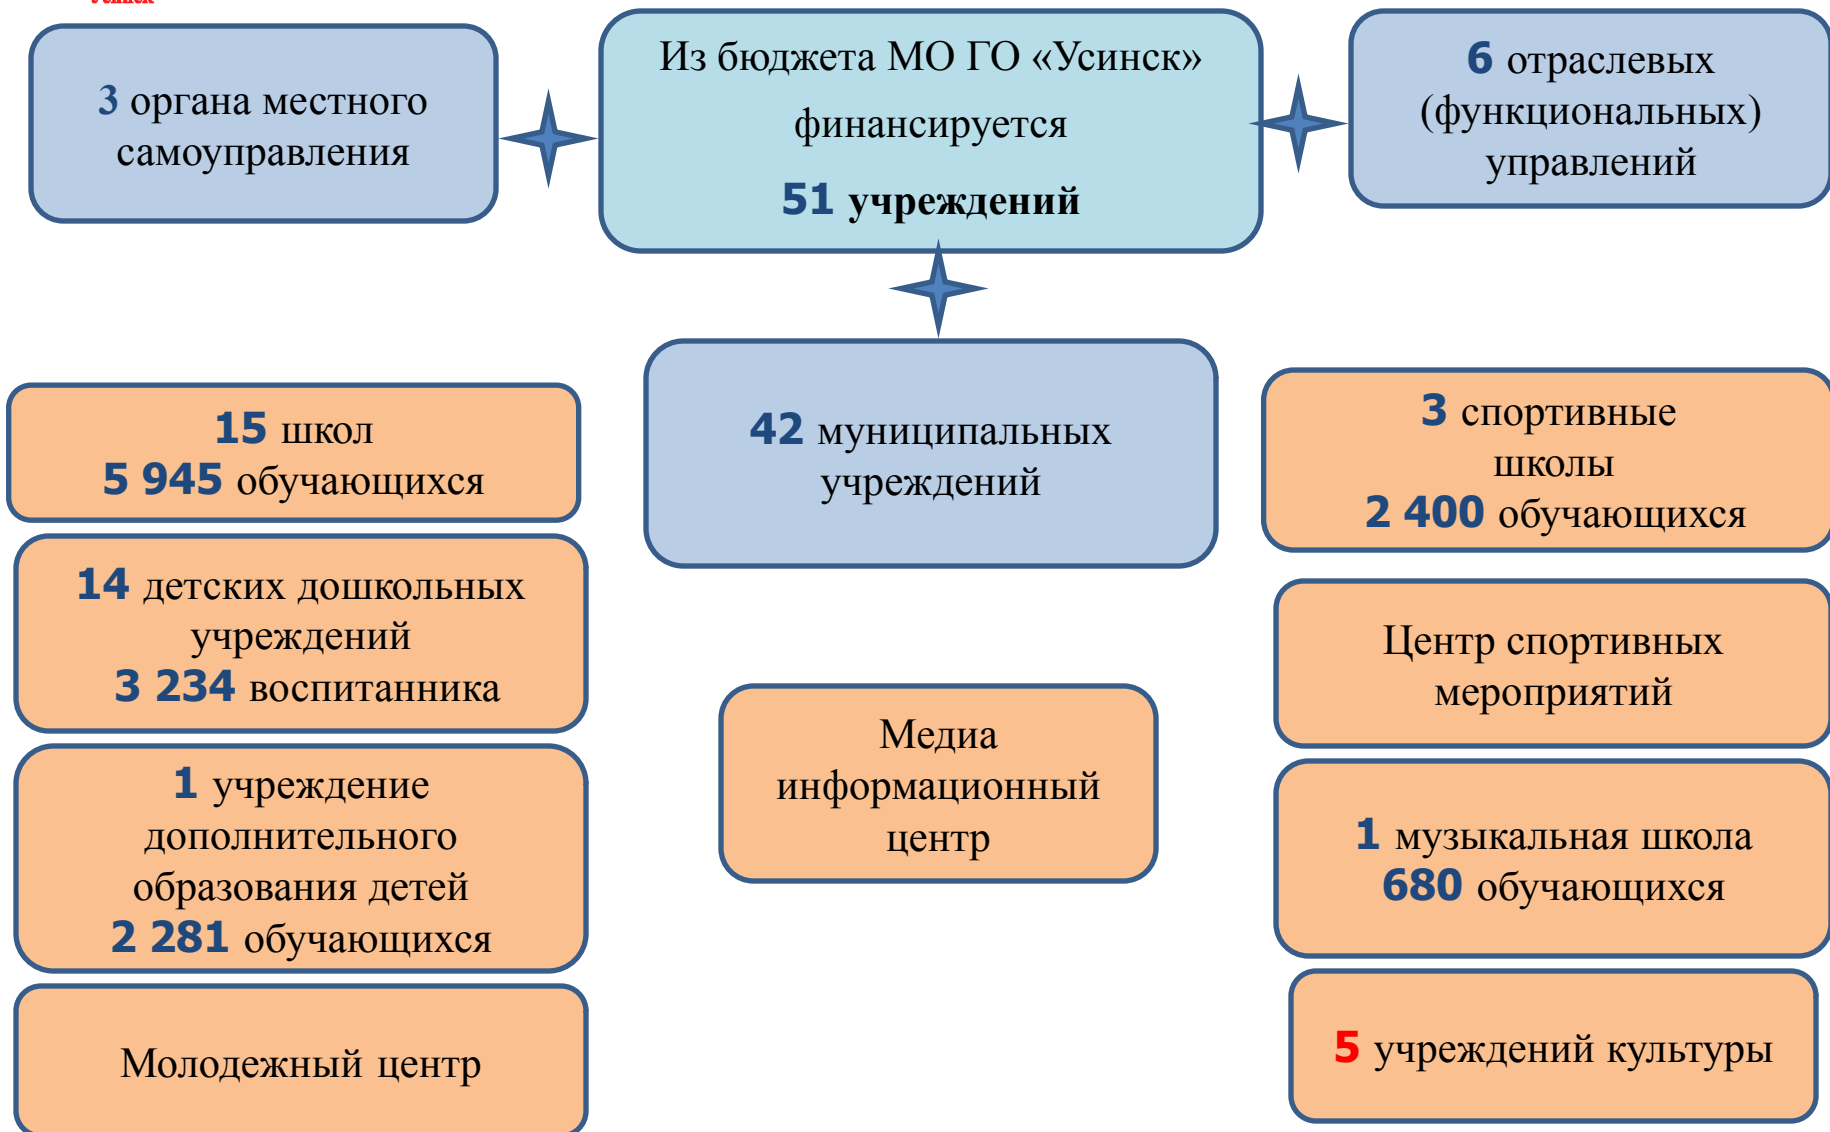 3 органа местного
самоуправления
Из бюджета МО ГО «Усинск»
финансируется
51 учреждений
6 отраслевых
(функциональных)
управлений
42 муниципальных
учреждений
15 школ
5 945 обучающихся
14 детских дошкольных
учреждений
3 234 воспитанника
1 учреждение
дополнительного
образования детей
2 281 обучающихся
Молодежный центр
Медиа
информационный
центр
3 спортивные
школы
2 400 обучающихся
Центр спортивных
мероприятий
1 музыкальная школа
680 обучающихся
5 учреждений культуры